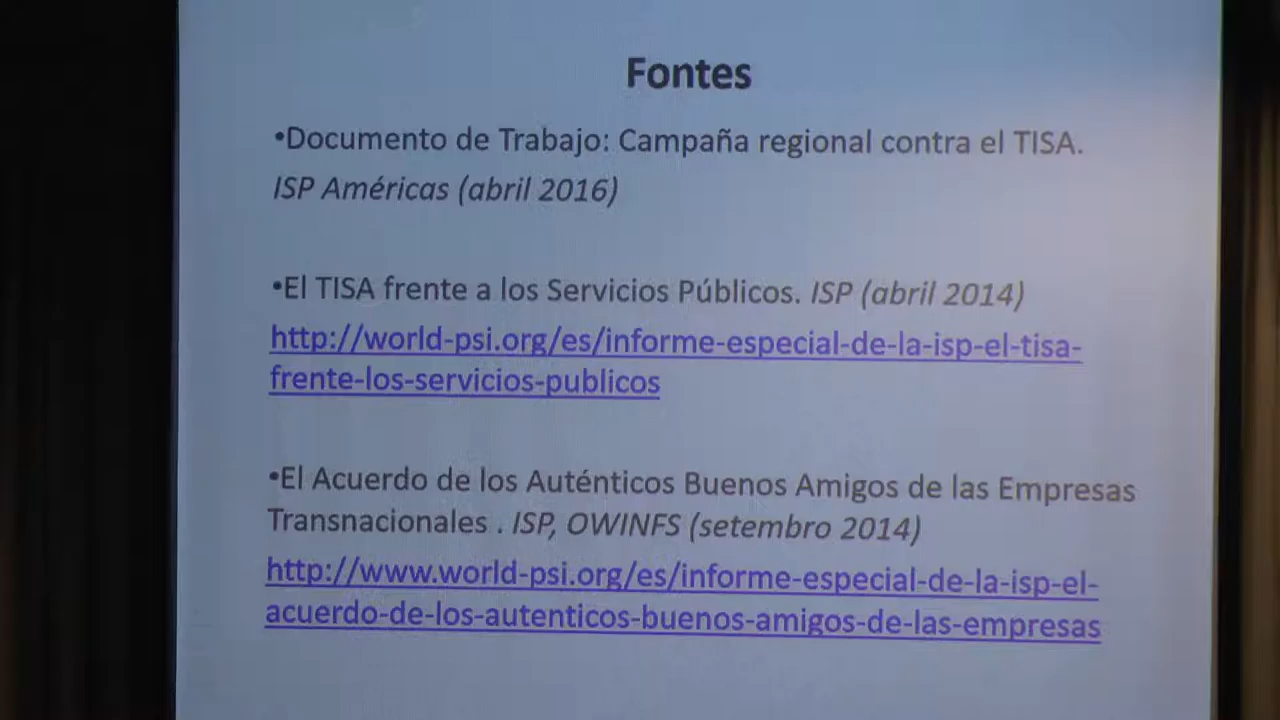 Fontes
•Documento de Trabajo: Campaña regional contra el TISA.
ISP Américas (abril 2016)
•El TISA frente a los Servicios Públicos. ISP (abril 2014)
http://world-psi.org/es/informe-especial-de-la-isp-el-tisa-
frente-los-servicios-publicos
•El Acuerdo de los Auténticos Buenos Amigos de las Empresas
Transnacionales . ISP, OWINFS (setembro 2014)
http://www.world-psi.org/es/informe-especial-de-la-isp-el-
acuerdo-de-los-autenticos-buenos-amigos-de-las-empresas